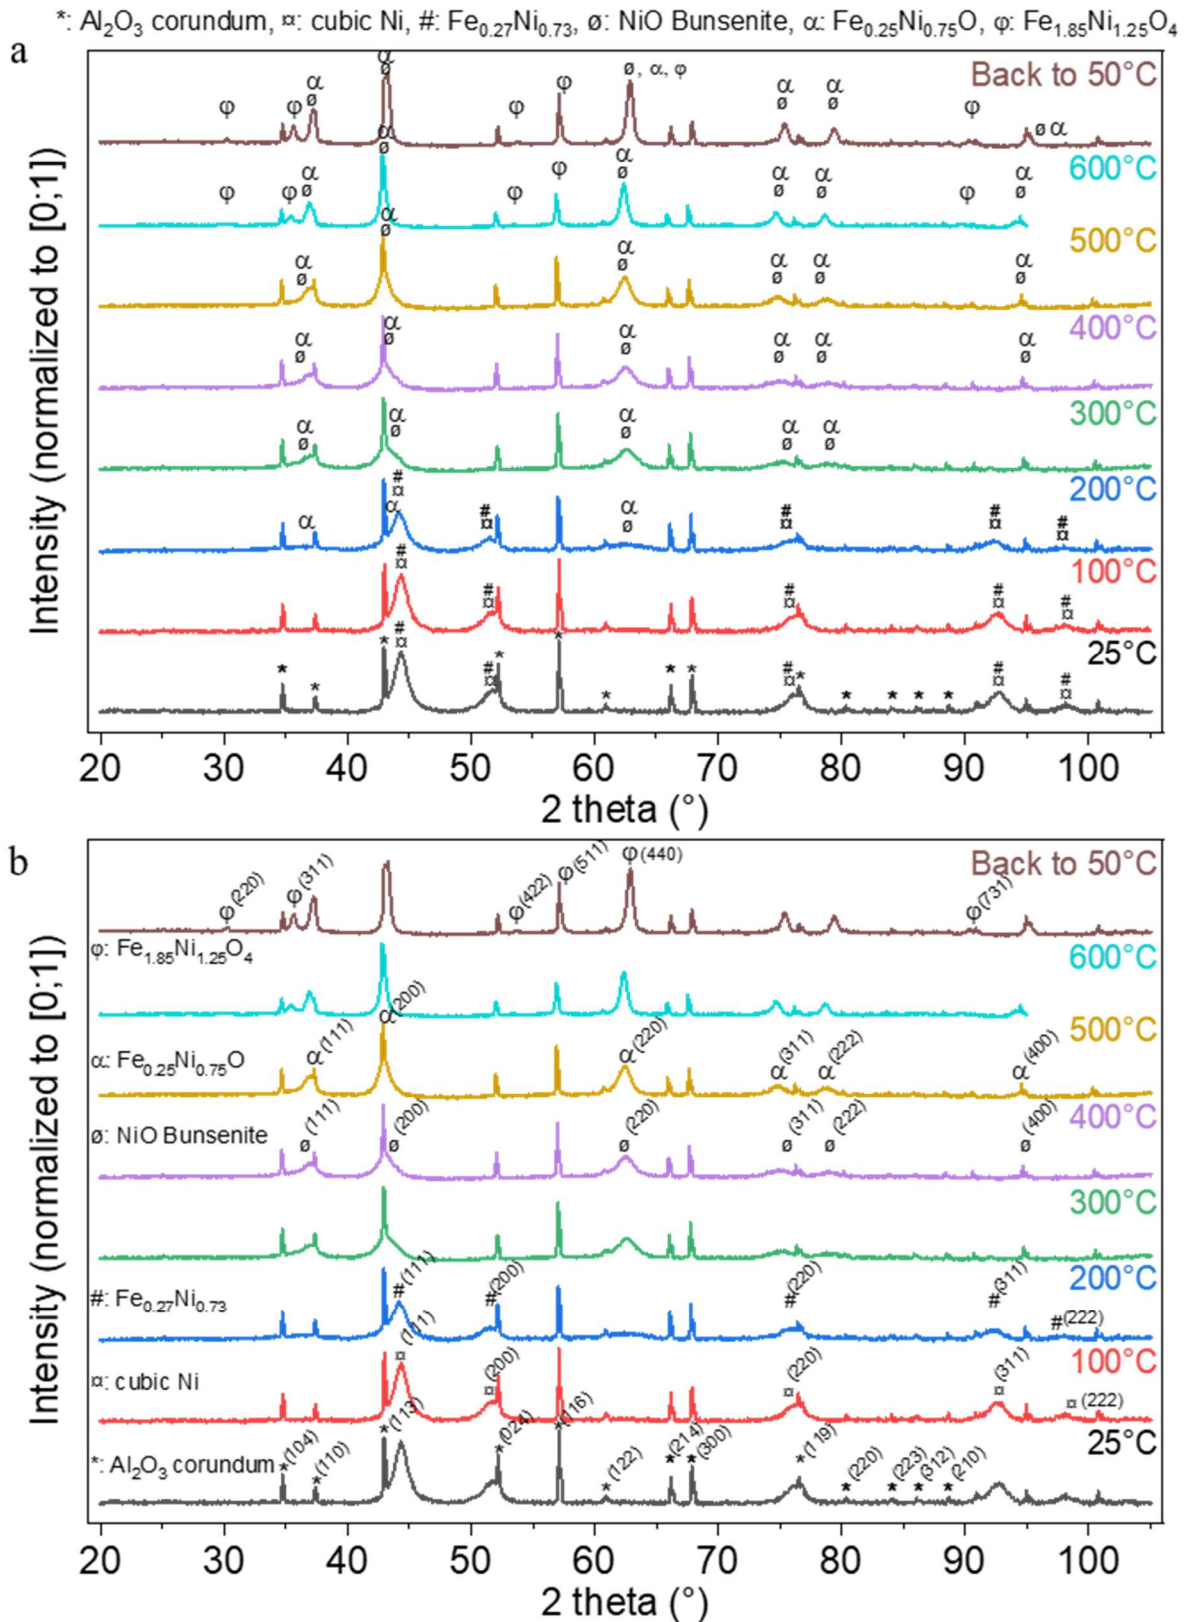 *: Al₂O₃ corundum, ¤: cubic Ni, #: Fe₀.₂₇Ni₀.₇₃, ø: NiO Bunsenite, α: Fe₀.₂₅Ni₀.₇₅O, φ: Fe₁.₈₅Ni₁.₂₅O₄
a
Intensity (normalized to [0;1])
Back to 50°C
φ φ α ø α ø φ φ ø, α, φ α ø α ø φ ø α
600°C
φ φ α ø α ø φ φ α ø α ø α ø φ α ø
500°C
α ø α ø α ø α ø α ø α ø
400°C
α ø α ø α ø α ø α ø α ø
300°C
α ø α ø α ø α ø α ø
200°C
α α # ¤ # ¤ α ø # ¤ # ¤ # ¤
100°C
# ¤ # ¤ # ¤ # ¤ # ¤
25°C
* * * # ¤ # ¤ * * * * * # ¤ * * * * * # ¤ # ¤
20 30 40 50 60 70 80 90 100
2 theta (°)
b
Intensity (normalized to [0;1])
Back to 50°C
φ(220) φ(311) φ(422) φ(511) φ(440) φ(731)
φ: Fe₁.₈₅Ni₁.₂₅O₄
600°C
α: Fe₀.₂₅Ni₀.₇₅O
500°C
α(111) α(200) α(220) α(311) α(222) α(400)
ø: NiO Bunsenite
400°C
ø(111) ø(200) ø(220) ø(311) ø(222) ø(400)
300°C
#: Fe₀.₂₇Ni₀.₇₃
200°C
#(111) #(200) #(220) #(311) #(222)
¤: cubic Ni
100°C
¤(111) ¤(200) ¤(220) ¤(311) ¤(222)
*: Al₂O₃ corundum
25°C
*(104) *(110) *(113) *(024) *(116) *(122) *(214) *(300) *(119) *(220) *(223) *(312) *(210)
20 30 40 50 60 70 80 90 100
2 theta (°)